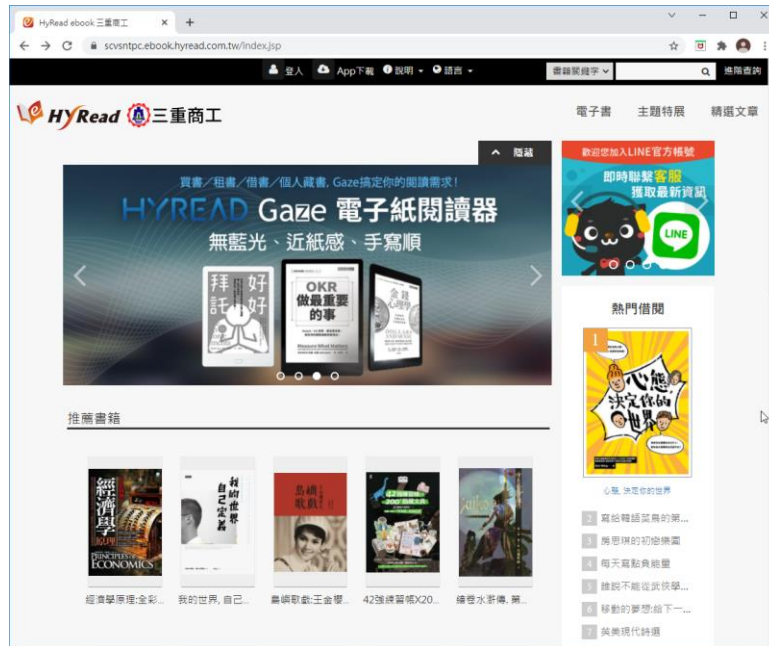 HyRead ebook 三重商工
scvsntpc.ebook.hyread.com.tw/index.jsp
登入 App下載 說明 語言 書籍關鍵字 進階查詢
HyRead 三重商工
電子書 主題特展 精選文章
隱藏
買書/租書/借書/個人藏書, Gaze搞定你的閱讀需求!
HYREAD Gaze 電子紙閱讀器
無藍光、近紙感、手寫順
拜託好好
OKR
做最重要
的事
Measure What Matters
金錢心理學
歡迎您加入LINE官方帳號
即時聯繫客服
獲取最新資訊
LINE
熱門借閱
1
心態,
決定你的
世界
心態, 決定你的世界
2 寫給韓語菜鳥的第...
3 房思琪的初戀樂園
4 每天寫點負能量
5 誰說不能從武俠學...
6 移動的夢想:給下一...
7 英美現代詩選
推薦書籍
經濟學原理
PRINCIPLES OF
ECONOMICS
我的世界
自己定義
島嶼歌戲
經濟學原理:全彩...
我的世界, 自己...
島嶼歌戲:王金櫻...
42強練習帳X20...
繪卷水滸傳. 第...